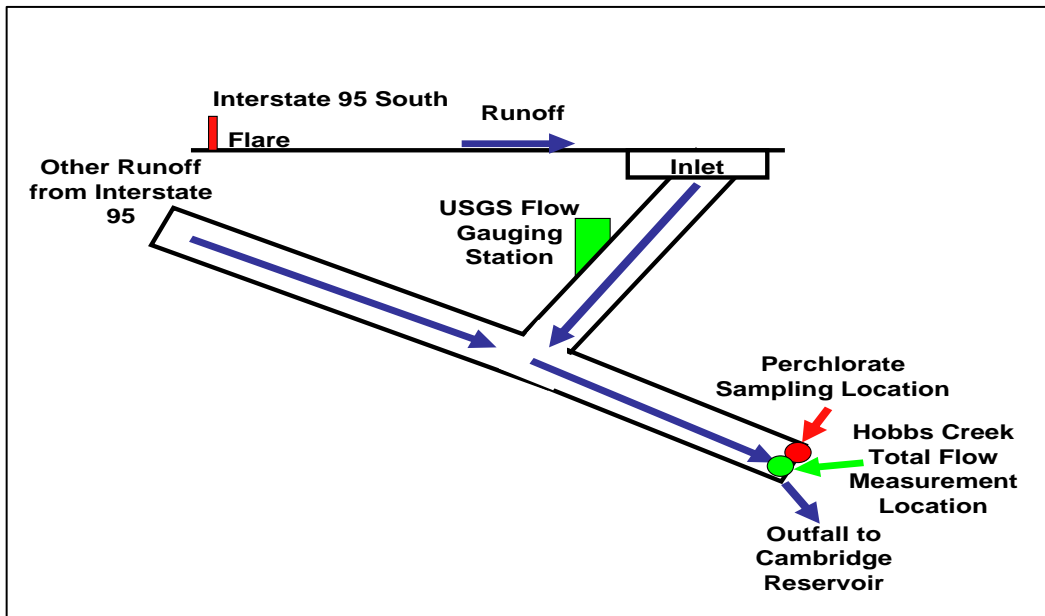 Interstate 95 South
Runoff
Flare
Inlet
Other Runoff
from Interstate
95
USGS Flow
Gauging
Station
Perchlorate
Sampling Location
Hobbs Creek
Total Flow
Measurement
Location
Outfall to
Cambridge
Reservoir